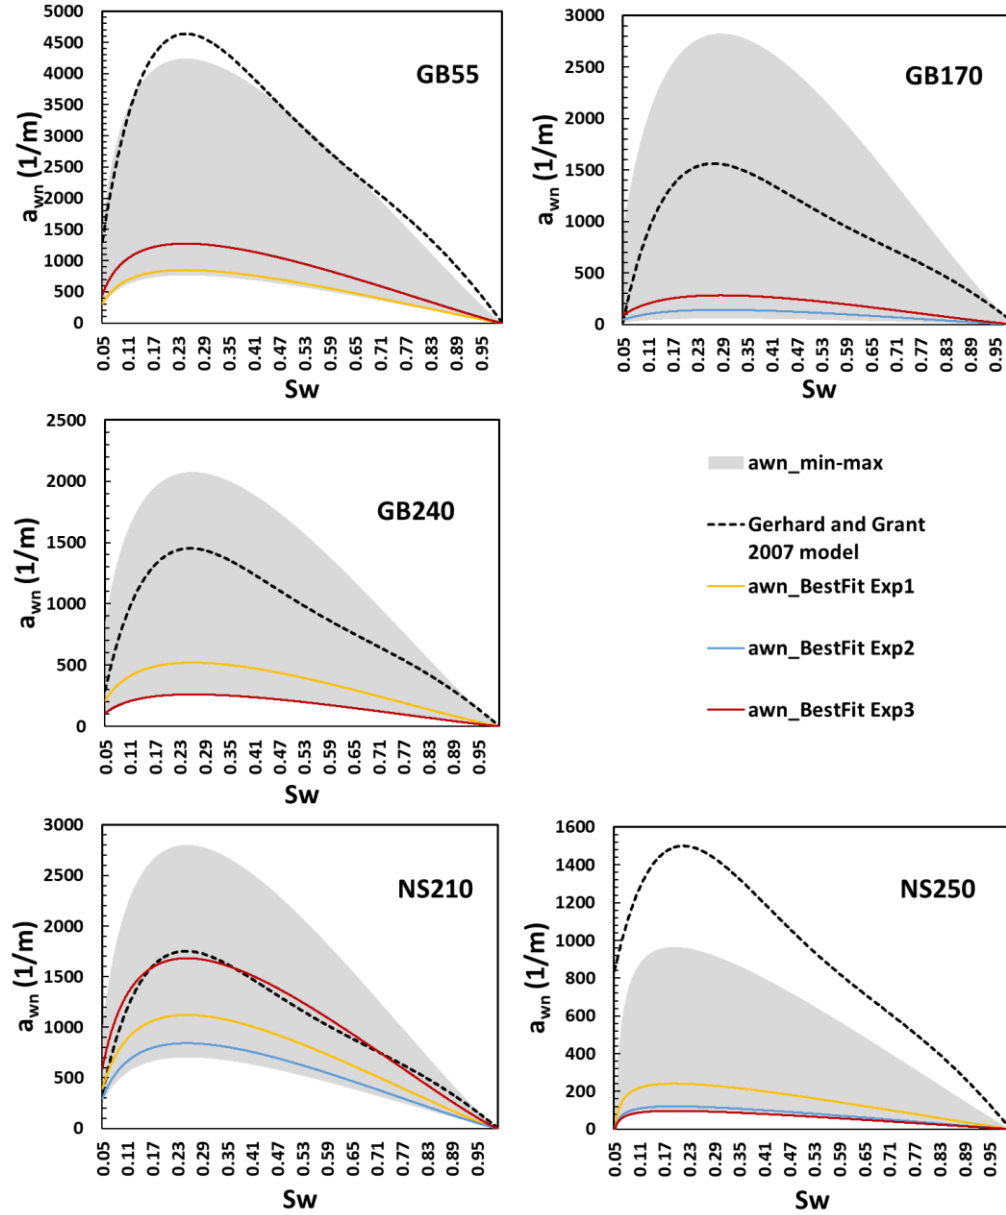 GB55
a_wn (1/m)
5000
4500
4000
3500
3000
2500
2000
1500
1000
500
0
0.05 0.11 0.17 0.23 0.29 0.35 0.41 0.47 0.53 0.59 0.65 0.71 0.77 0.83 0.89 0.95
Sw
GB170
a_wn (1/m)
3000
2500
2000
1500
1000
500
0
0.05 0.11 0.17 0.23 0.29 0.35 0.41 0.47 0.53 0.59 0.65 0.71 0.77 0.83 0.89 0.95
Sw
GB240
a_wn (1/m)
2500
2000
1500
1000
500
0
0.05 0.11 0.17 0.23 0.29 0.35 0.41 0.47 0.53 0.59 0.65 0.71 0.77 0.83 0.89 0.95
Sw
awn_min-max
Gerhard and Grant
2007 model
awn_BestFit Exp1
awn_BestFit Exp2
awn_BestFit Exp3
NS210
a_wn (1/m)
3000
2500
2000
1500
1000
500
0
0.05 0.11 0.17 0.23 0.29 0.35 0.41 0.47 0.53 0.59 0.65 0.71 0.77 0.83 0.89 0.95
Sw
NS250
a_wn (1/m)
1600
1400
1200
1000
800
600
400
200
0
0.05 0.11 0.17 0.23 0.29 0.35 0.41 0.47 0.53 0.59 0.65 0.71 0.77 0.83 0.89 0.95
Sw